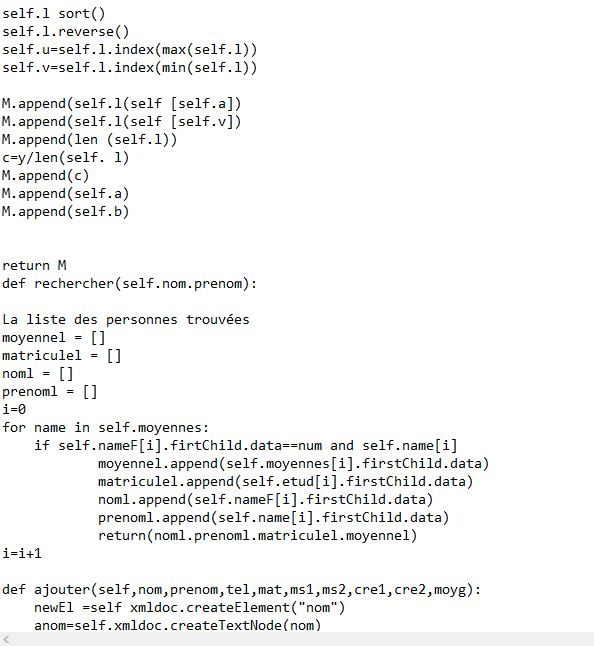 self.l sort()
self.l.reverse()
self.u=self.l.index(max(self.l))
self.v=self.l.index(min(self.l))
M.append(self.l(self [self.a])
M.append(self.l(self [self.v])
M.append(len (self.l))
c=y/len(self. l)
M.append(c)
M.append(self.a)
M.append(self.b)
return M
def rechercher(self.nom.prenom):
La liste des personnes trouvées
moyennel = []
matriculel = []
noml = []
prenoml = []
i=0
for name in self.moyennes:
    if self.nameF[i].firtChild.data==num and self.name[i]
            moyennel.append(self.moyennes[i].firstChild.data)
            matriculel.append(self.etud[i].firstChild.data)
            noml.append(self.nameF[i].firstChild.data)
            prenoml.append(self.name[i].firstChild.data)
            return(noml.prenoml.matriculel.moyennel)
i=i+1
def ajouter(self,nom,prenom,tel,mat,ms1,ms2,cre1,cre2,moyg):
    newEl =self xmldoc.createElement("nom")
    anom=self.xmldoc.createTextNode(nom)